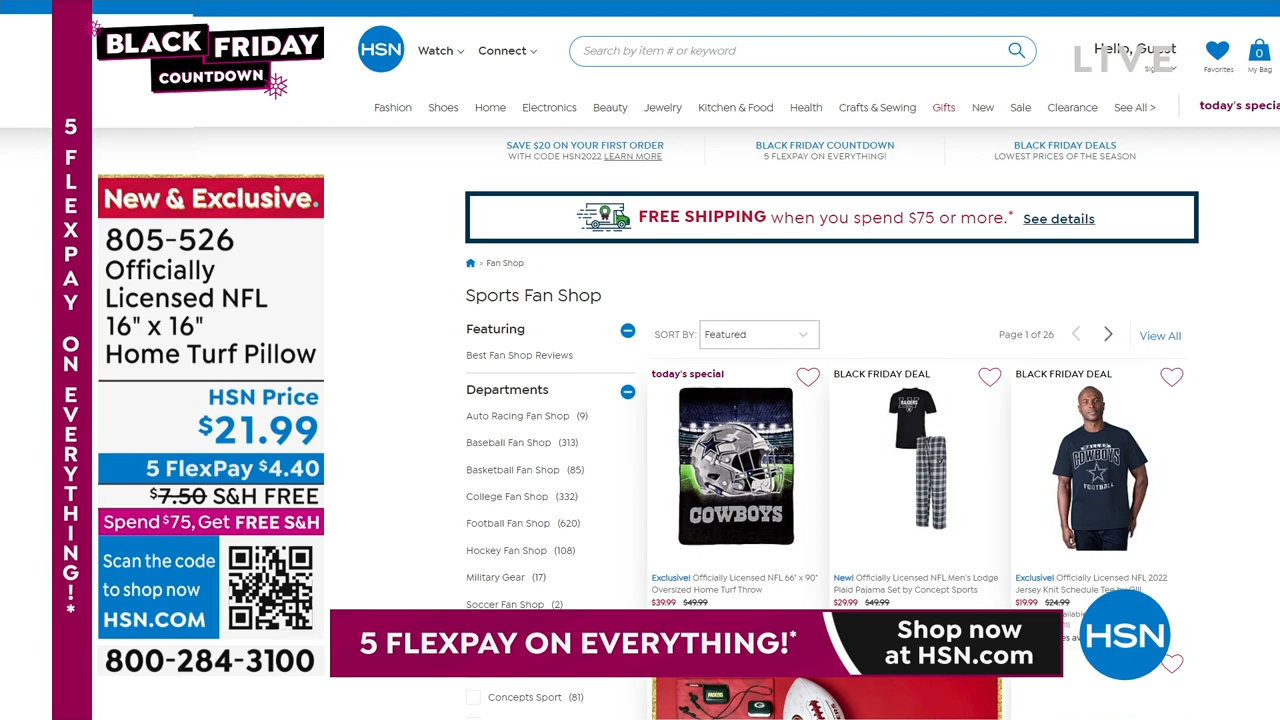 BLACK FRIDAY
COUNTDOWN
5 FLEXPAY ON EVERYTHING!*
New & Exclusive.
805-526
Officially
Licensed NFL
16" x 16"
Home Turf Pillow
HSN Price
$21.99
5 FlexPay $4.40
$7.50 S&H FREE
Spend $75, Get FREE S&H
Scan the code
to shop now
HSN.COM
800-284-3100
HSN
Watch
Connect
Search by item # or keyword
Hello, Guest
LIVE
Favorites
0
My Bag
Fashion Shoes Home Electronics Beauty Jewelry Kitchen & Food Health Crafts & Sewing Gifts New Sale Clearance See All >
today's specia
SAVE $20 ON YOUR FIRST ORDER
WITH CODE HSN2022 LEARN MORE
BLACK FRIDAY COUNTDOWN
5 FLEXPAY ON EVERYTHING!
BLACK FRIDAY DEALS
LOWEST PRICES OF THE SEASON
FREE SHIPPING when you spend $75 or more.* See details
> Fan Shop
Sports Fan Shop
Featuring
Best Fan Shop Reviews
Departments
Auto Racing Fan Shop (9)
Baseball Fan Shop (313)
Basketball Fan Shop (85)
College Fan Shop (332)
Football Fan Shop (620)
Hockey Fan Shop (108)
Military Gear (17)
Soccer Fan Shop (2)
Concepts Sport (81)
SORT BY: Featured
Page 1 of 26
View All
today's special
COWBOYS
Exclusive! Officially Licensed NFL 66" x 90"
Oversized Home Turf Throw
$39.99 $49.99
BLACK FRIDAY DEAL
RAIDERS
New! Officially Licensed NFL Men's Lodge
Plaid Pajama Set by Concept Sports
$29.99 $49.99
BLACK FRIDAY DEAL
DALLAS
COWBOYS
FOOTBALL
Exclusive! Officially Licensed NFL 2022
Jersey Knit Schedule Tee by Gill
$19.99 $24.99
5 FLEXPAY ON EVERYTHING!*
Shop now
at HSN.com
HSN
PACKERS